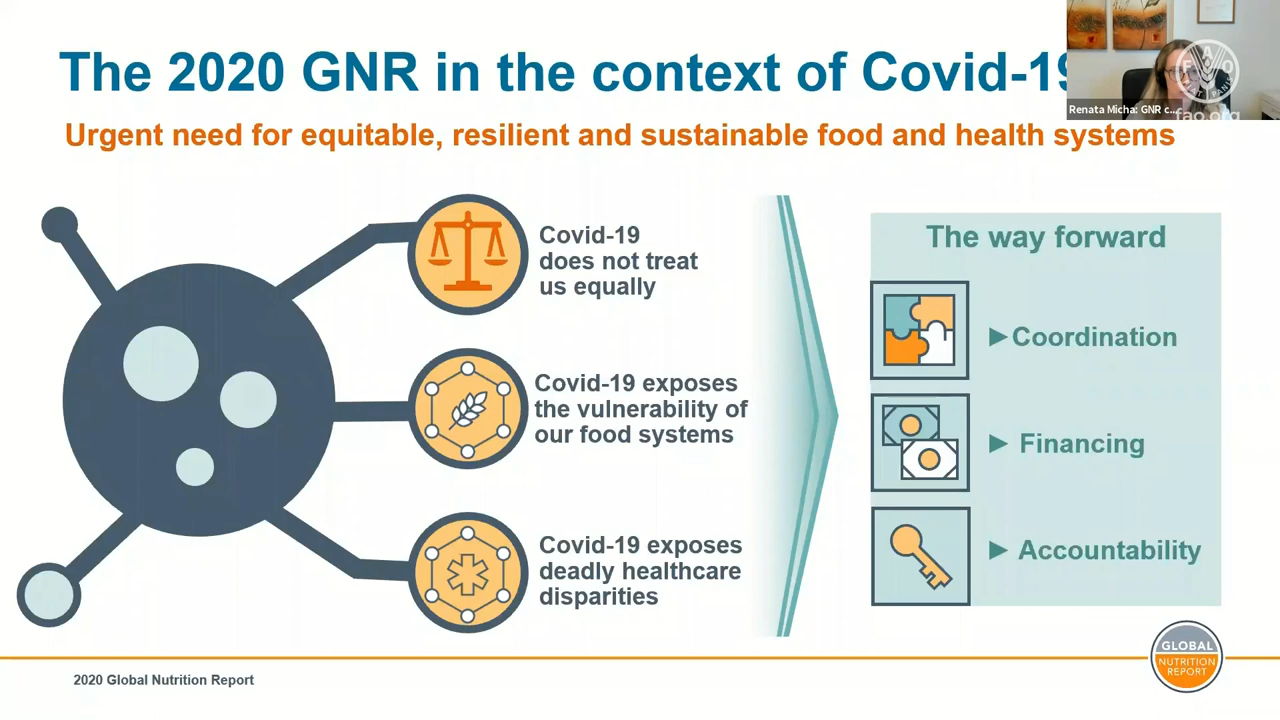 The 2020 GNR in the context of Covid-19
Urgent need for equitable, resilient and sustainable food and health systems
Renata Micha: GNR c...
FAO
FIAT PANIS
fao.org
Covid-19
does not treat
us equally
Covid-19 exposes
the vulnerability of
our food systems
Covid-19 exposes
deadly healthcare
disparities
The way forward
►Coordination
► Financing
► Accountability
2020 Global Nutrition Report
GLOBAL
NUTRITION
REPORT